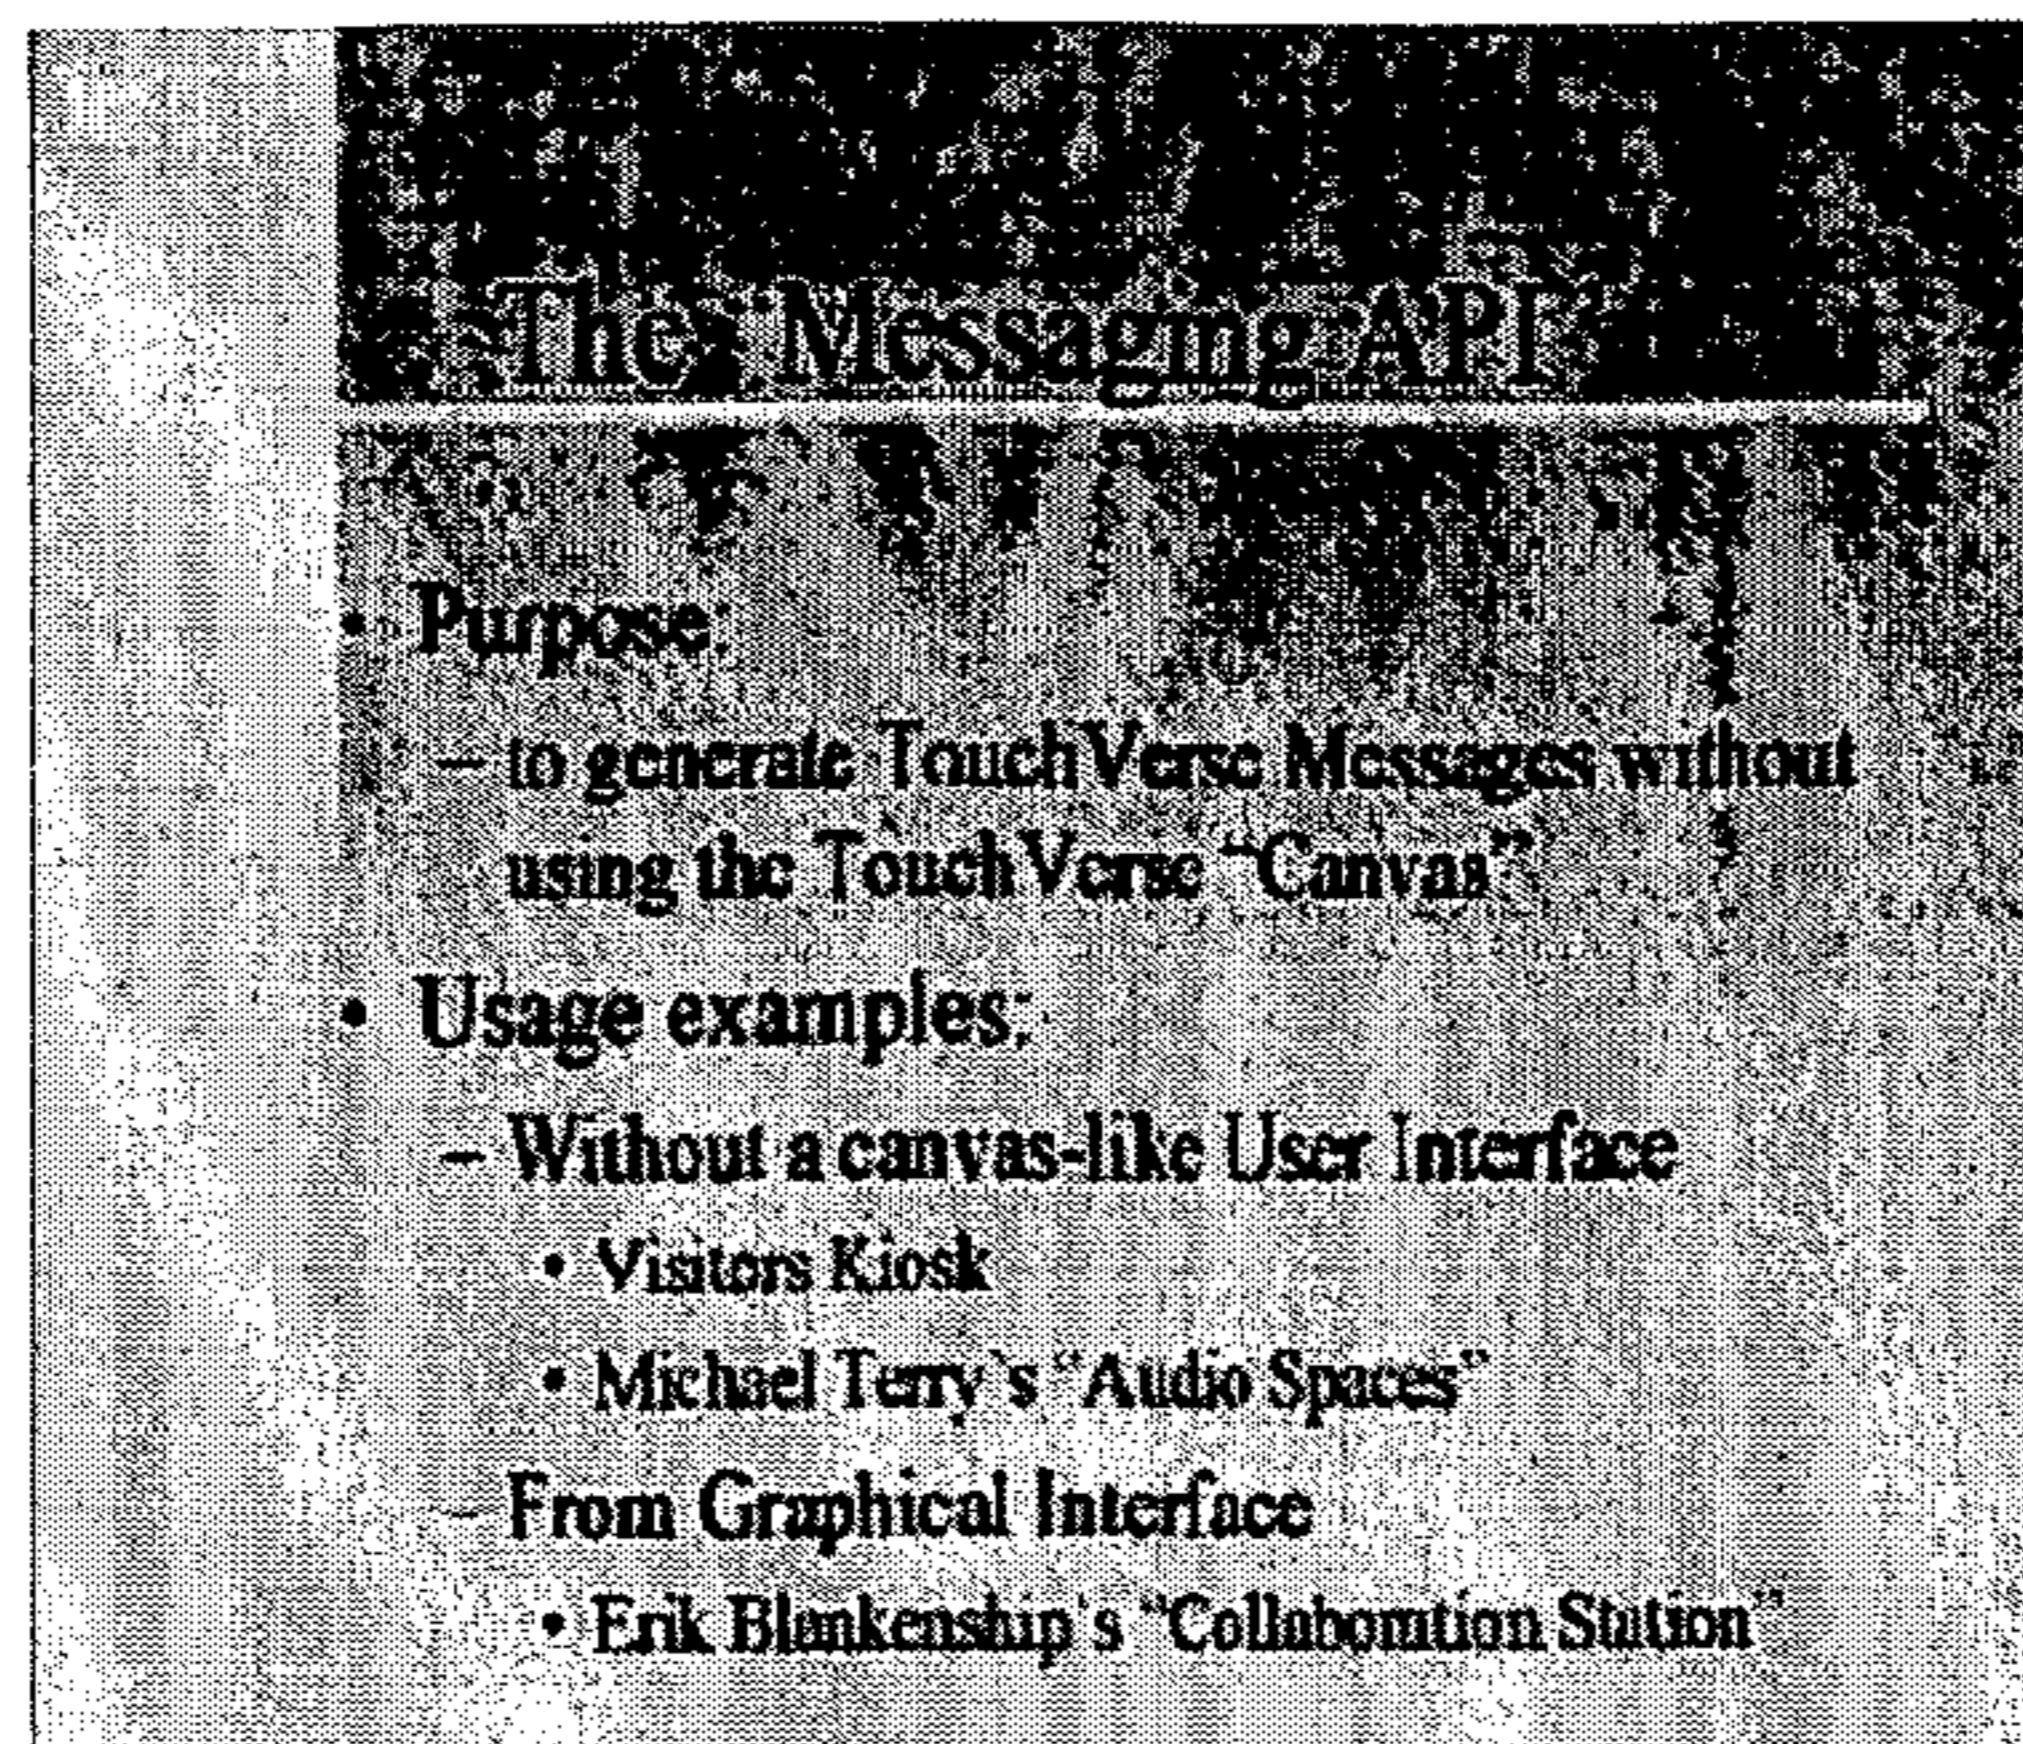 The Messaging API
• Purpose:
– to generate TouchVerse Messages without
using the TouchVerse “Canvas”
• Usage examples:
– Without a canvas-like User Interface
• Visitors Kiosk
• Michael Terry's “Audio Spaces”
– From Graphical Interface
• Erik Blankenship's “Collaboration Station”